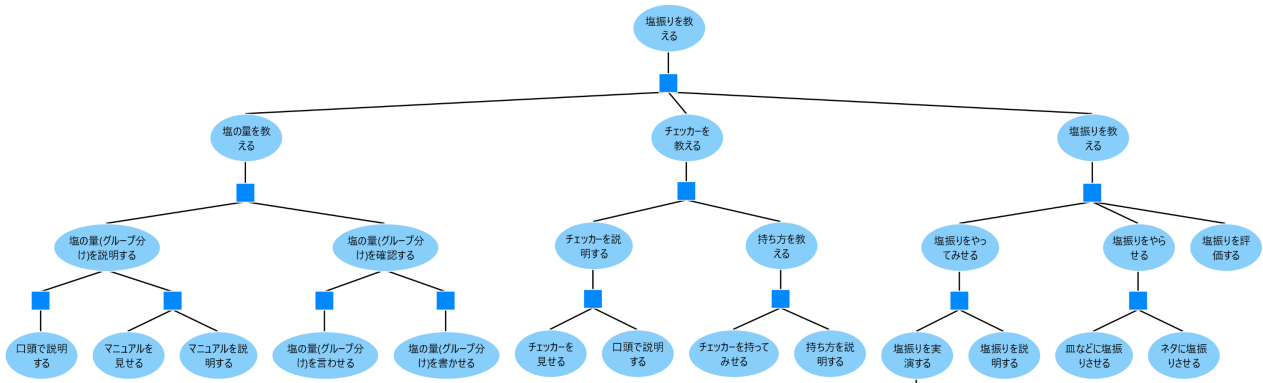 塩振りを教
える
塩の量を教
える
チェッカーを
教える
塩振りを教
える
塩の量(グループ分
け)を説明する
塩の量(グループ分
け)を確認する
チェッカーを説
明する
持ち方を教
える
塩振りをやっ
てみせる
塩振りをやら
せる
塩振りを評
価する
口頭で説明
する
マニュアルを
見せる
マニュアルを説
明する
塩の量(グループ分
け)を言わせる
塩の量(グループ分
け)を書かせる
チェッカーを
見せる
口頭で説明
する
チェッカーを持って
みせる
持ち方を説
明する
塩振りを実
演する
塩振りを説
明する
皿などに塩振
りさせる
ネタに塩振
りさせる